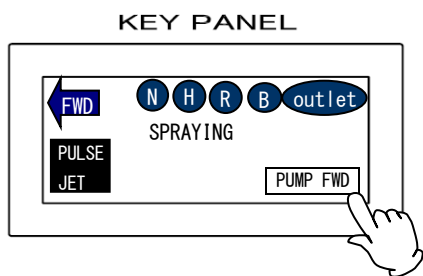 KEY PANEL
FWD N H R B outlet
SPRAYING
PULSE
JET
PUMP FWD